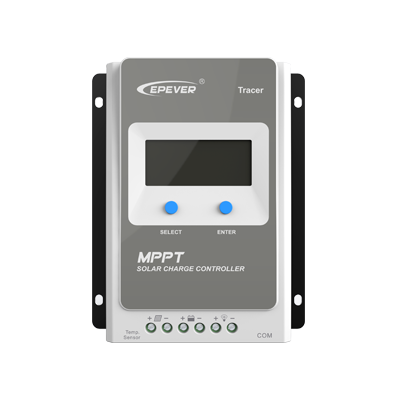 EPEVER ®
Tracer
SELECT ENTER
MPPT
SOLAR CHARGE CONTROLLER
+ − + − + −
Temp.
Sensor
COM